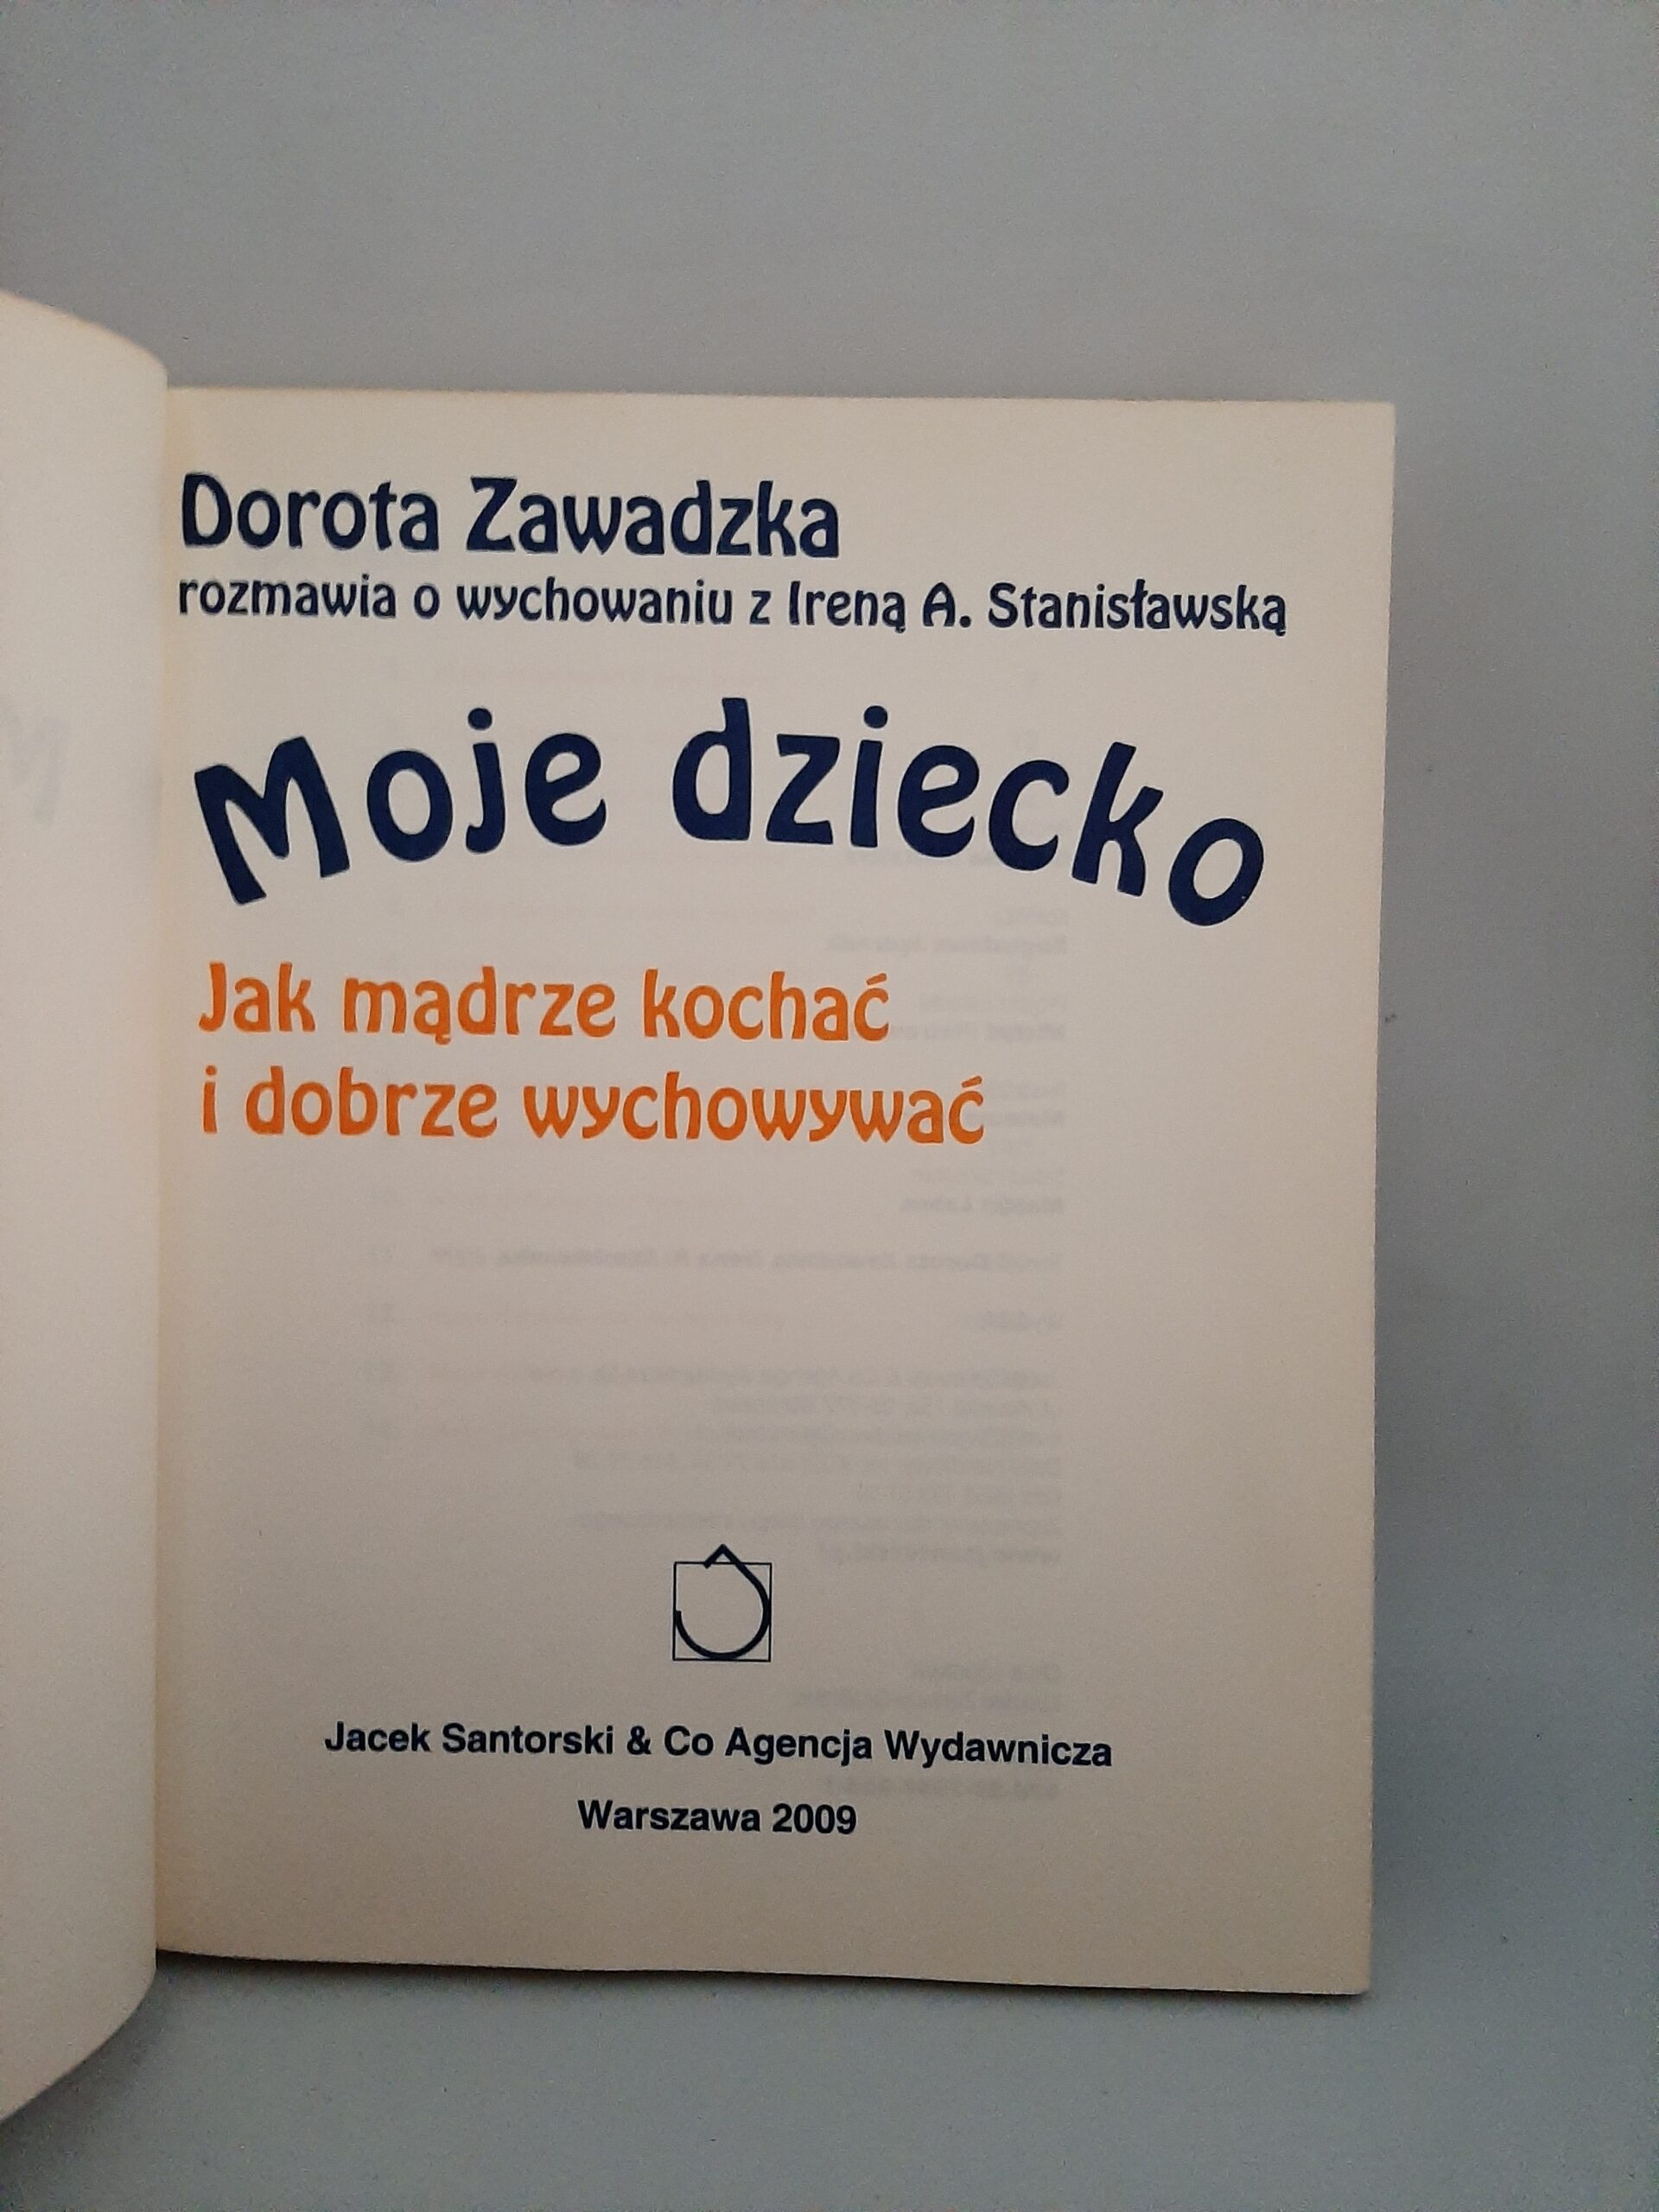 Dorota Zawadzka
rozmawia o wychowaniu z Ireną A. Stanisławską
Moje dziecko
Jak mądrze kochać
i dobrze wychowywać
Jacek Santorski & Co Agencja Wydawnicza
Warszawa 2009